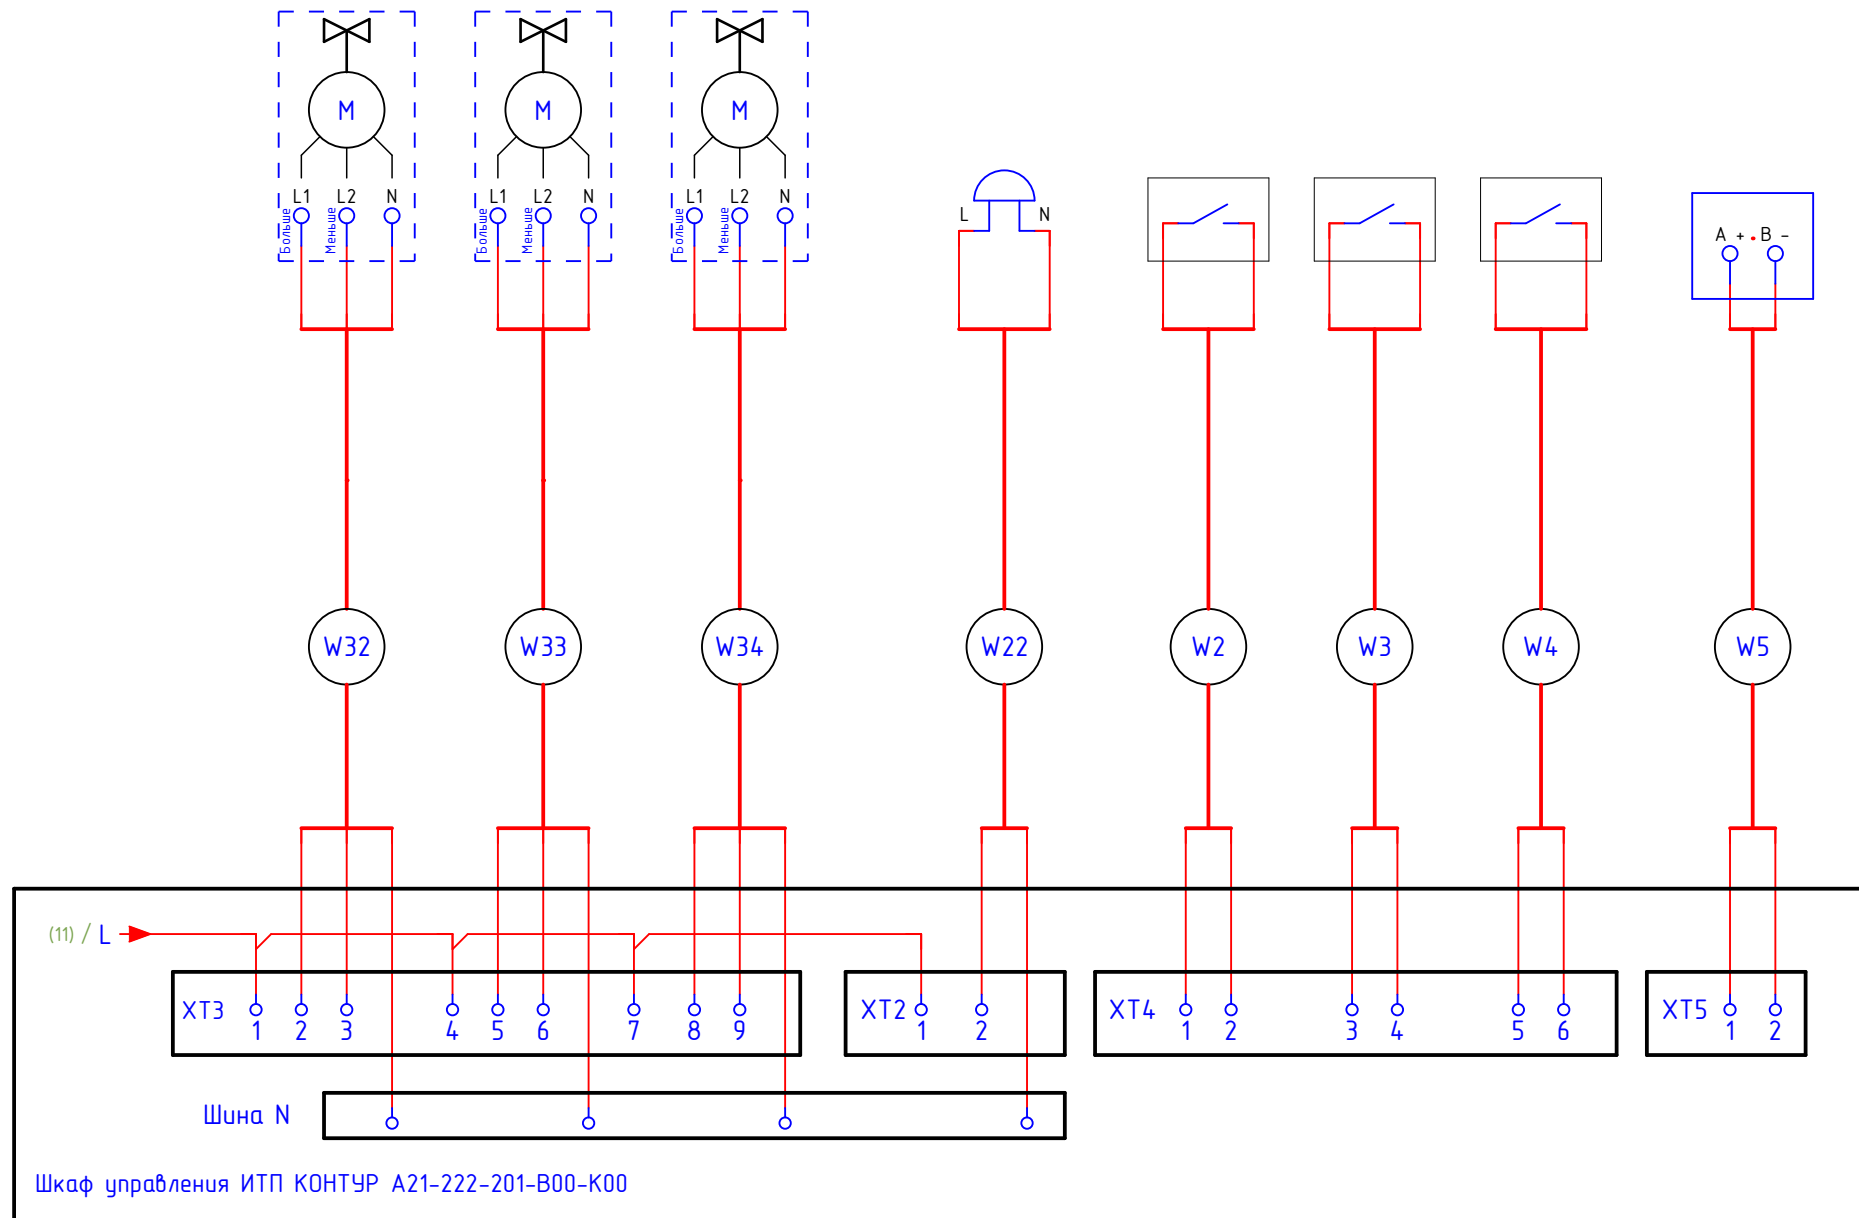 M M M
L1 L2 N L1 L2 N L1 L2 N
Больше Меньше Больше Меньше Больше Меньше
L N
A + B -
W32 W33 W34 W22 W2 W3 W4 W5
(11) / L
XT3 1 2 3 4 5 6 7 8 9
XT2 1 2
XT4 1 2 3 4 5 6
XT5 1 2
Шина N
Шкаф управления ИТП КОНТУР А21-222-201-В00-К00